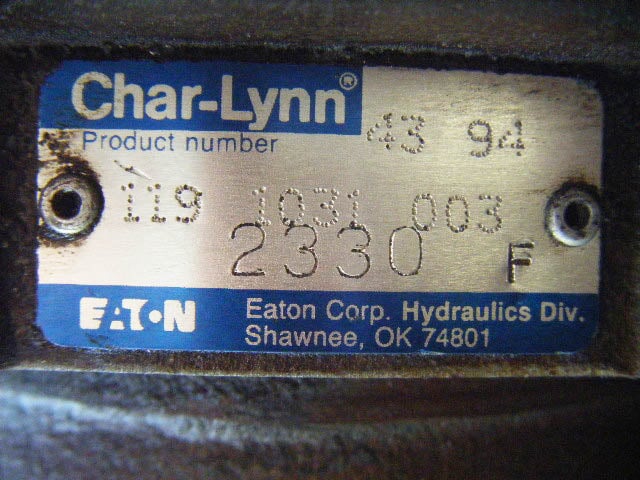 Char-Lynn®
Product number 43 94
119 1031 003
2330 F
EATON Eaton Corp. Hydraulics Div.
Shawnee, OK 74801